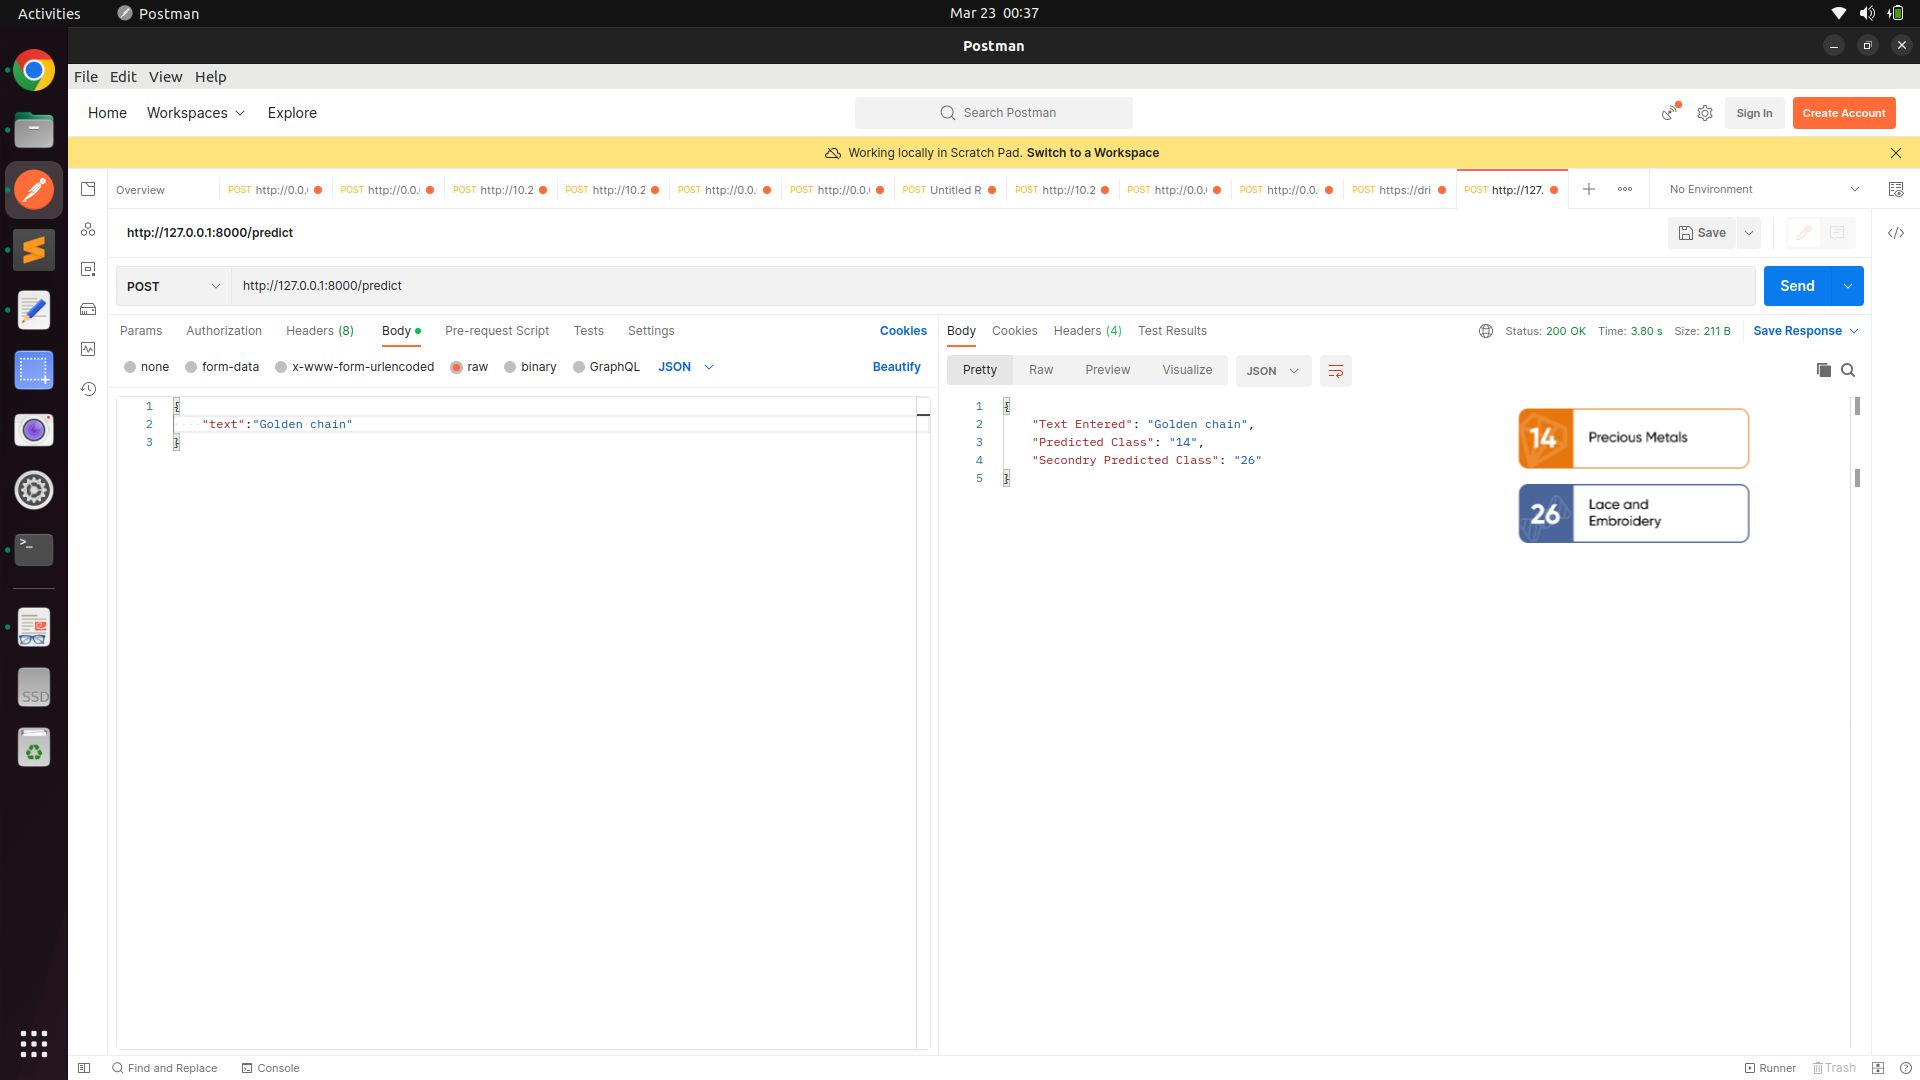 Activities
Postman
Mar 23 00:37
Postman
File Edit View Help
Home Workspaces Explore
Search Postman
Sign In
Create Account
Working locally in Scratch Pad. Switch to a Workspace
Overview
POST http://0.0.
POST http://0.0.
POST http://10.2
POST http://10.2
POST http://0.0.
POST http://0.0.
POST Untitled R
POST http://10.2
POST http://0.0.
POST http://0.0.
POST https://dri
POST http://127.
No Environment
http://127.0.0.1:8000/predict
Save
</>
POST
http://127.0.0.1:8000/predict
Send
Params Authorization Headers (8) Body Pre-request Script Tests Settings Cookies
none form-data x-www-form-urlencoded raw binary GraphQL JSON Beautify
1 {
2 "text":"Golden chain"
3 }
Body Cookies Headers (4) Test Results
Status: 200 OK Time: 3.80 s Size: 211 B Save Response
Pretty Raw Preview Visualize JSON
1 {
2 "Text Entered": "Golden chain",
3 "Predicted Class": "14",
4 "Secondry Predicted Class": "26"
5 }
14 Precious Metals
26 Lace and
Embroidery
SSD
Find and Replace
Console
Runner
Trash